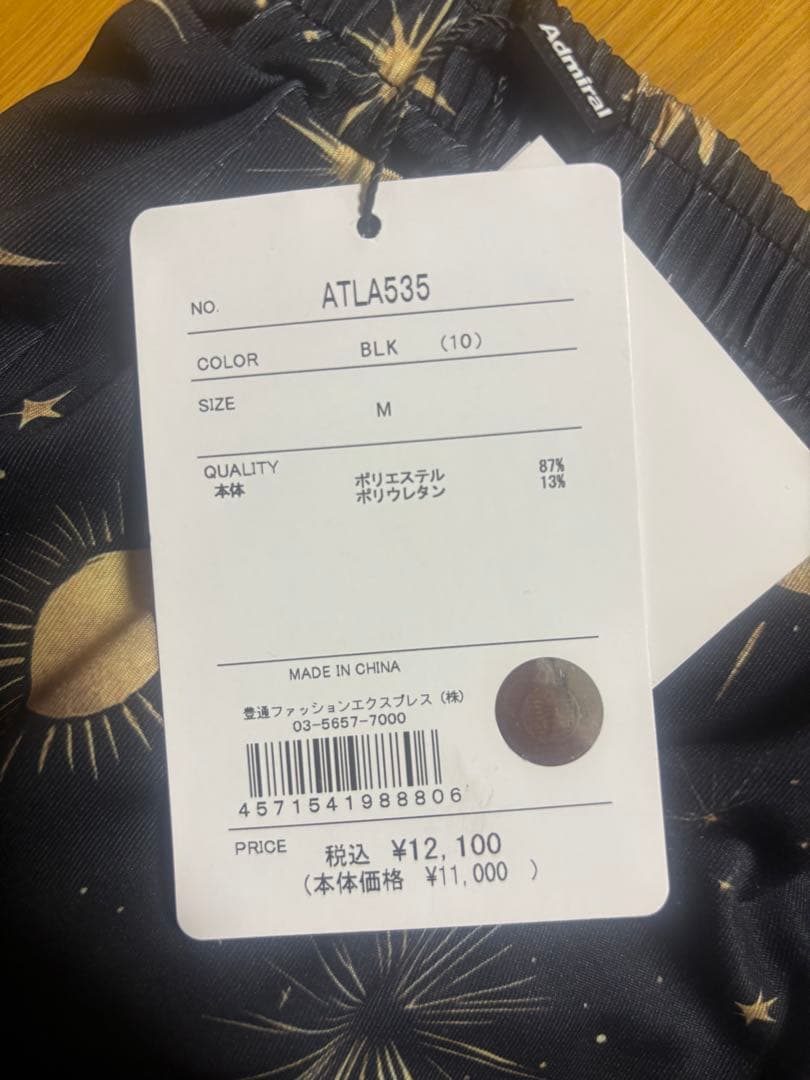 Admiral
NO. ATLA535
COLOR BLK (10)
SIZE M
QUALITY
本体 ポリエステル 87%
ポリウレタン 13%
MADE IN CHINA
豊通ファッションエクスプレス（株）
03-5657-7000
4571541988806
PRICE 税込 ¥12,100
（本体価格 ¥11,000 ）